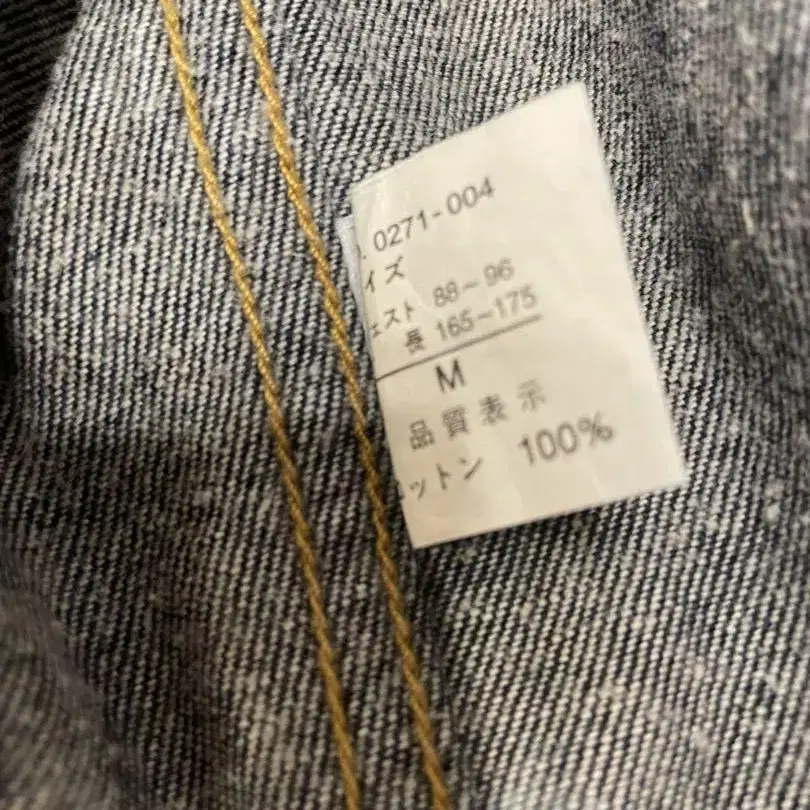 . 0271-004
イズ
ェスト 88~96
長 165~175
M
品質表示
ットン 100%